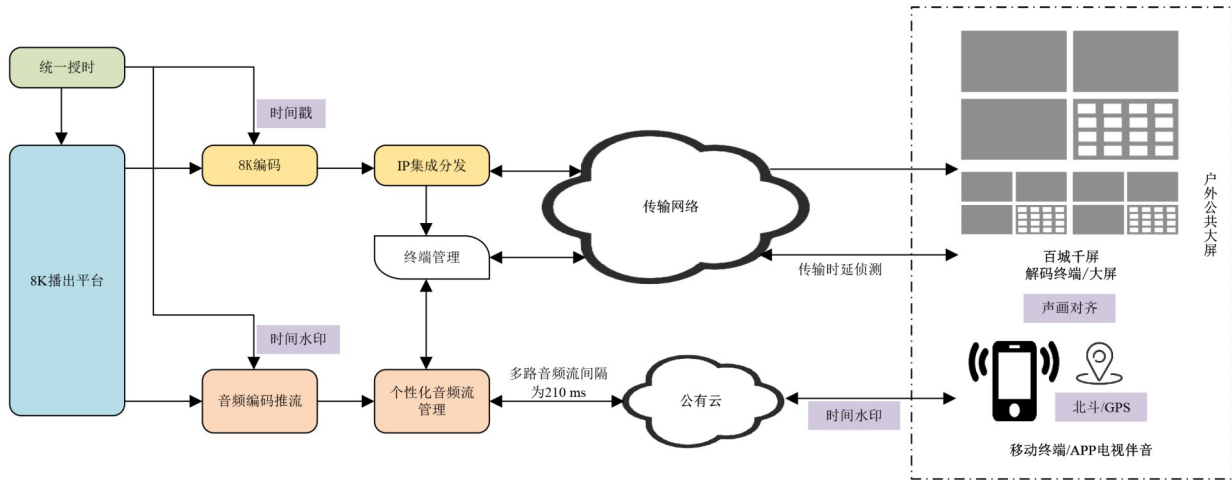 统一授时
时间戳
8K编码
IP集成分发
8K播出平台
终端管理
传输网络
传输时延侦测
百城千屏
解码终端/大屏
户外公共大屏
声画对齐
时间水印
音频编码推流
个性化音频流
管理
多路音频流间隔
为210 ms
公有云
时间水印
北斗/GPS
移动终端/APP电视伴音